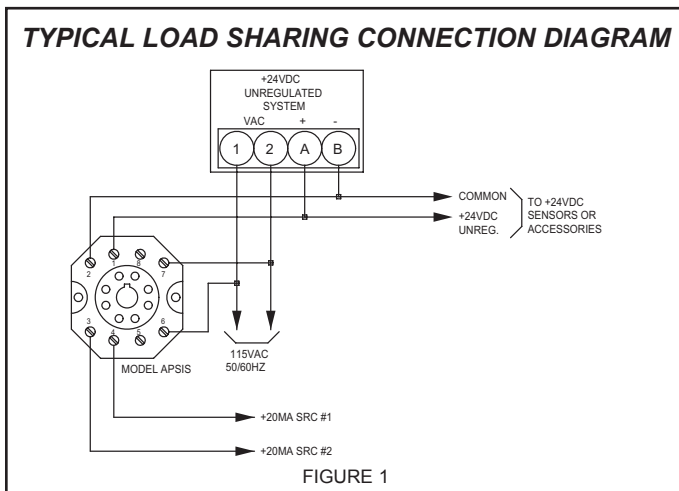 TYPICAL LOAD SHARING CONNECTION DIAGRAM
+24VDC
UNREGULATED
SYSTEM
VAC + -
1 2 A B
COMMON
+24VDC
UNREG.
TO +24VDC
SENSORS OR
ACCESSORIES
2 1 8 7
3 4 5 6
MODEL APSIS
115VAC
50/60HZ
+20MA SRC #1
+20MA SRC #2
FIGURE 1